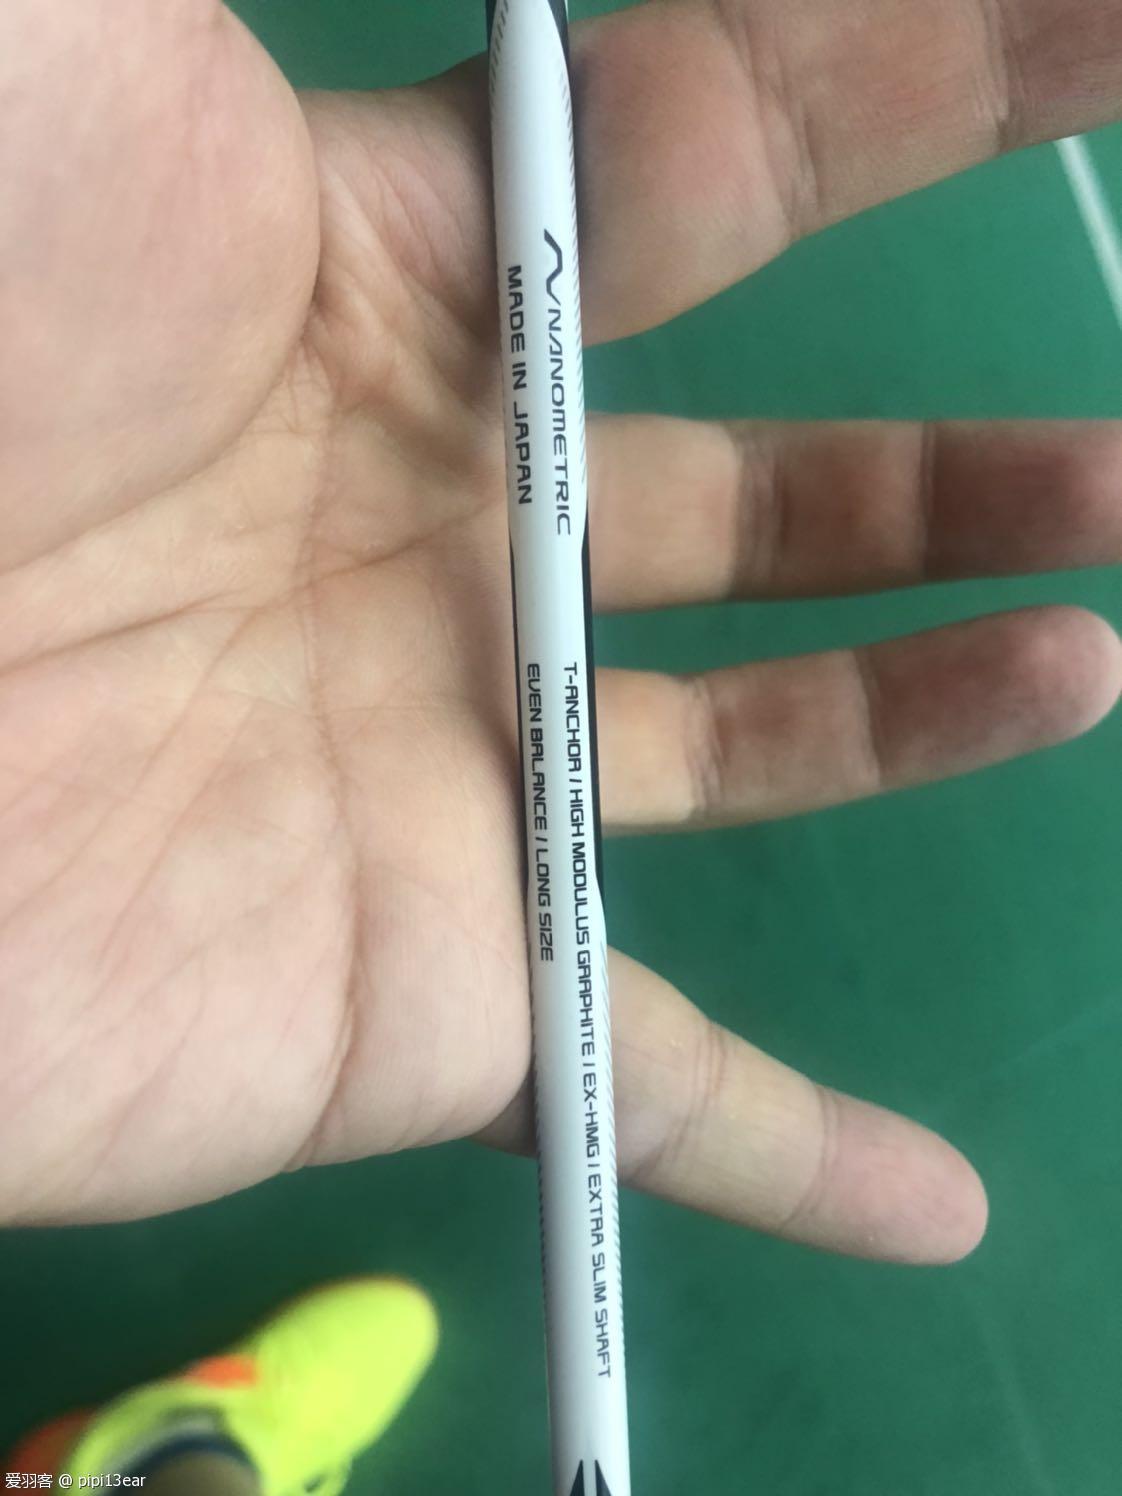 NANOMETRIC
MADE IN JAPAN
T-ANCHOR / HIGH MODULUS GRAPHITE / EX-HMG / EXTRA SLIM SHAFT
EVEN BALANCE / LONG SIZE
爱羽客 @ pipi13ear